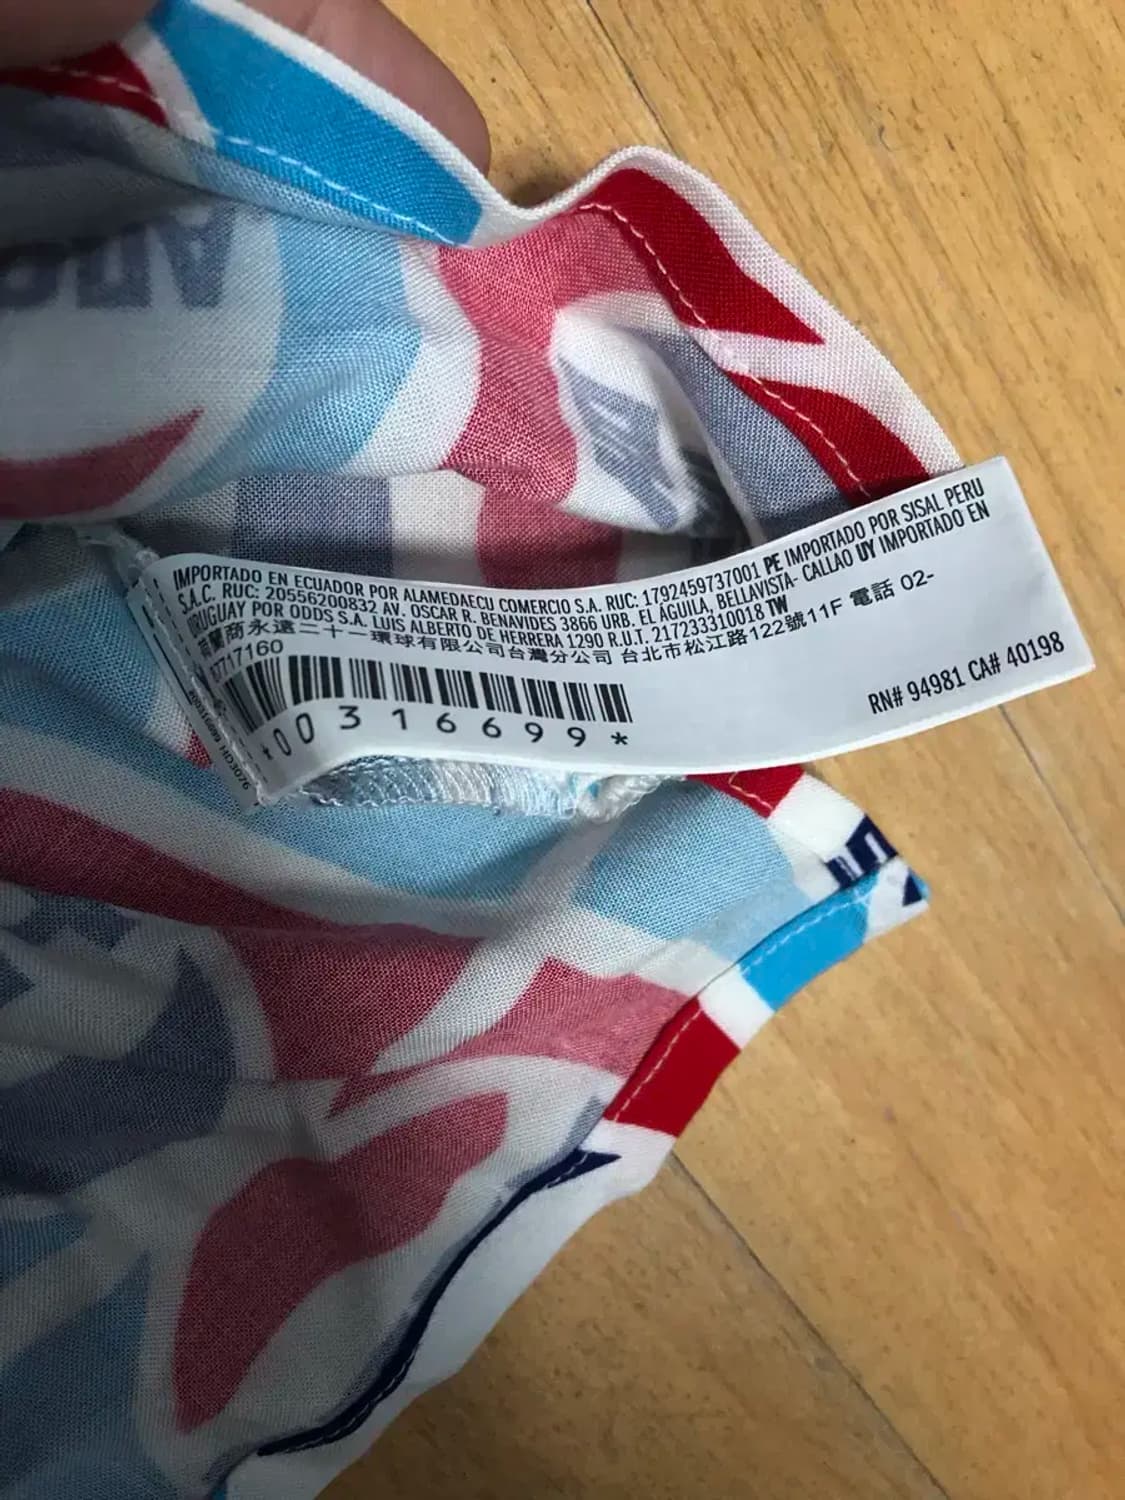 IMPORTADO EN ECUADOR POR ALAMEDAECU COMERCIO S.A. RUC: 1792459737001 PE IMPORTADO POR SISAL PERU
S.A.C. RUC: 20556200832 AV. OSCAR R. BENAVIDES 3866 URB. EL AGUILA, BELLAVISTA- CALLAO UY IMPORTADO EN
URUGUAY POR ODDS S.A. LUIS ALBERTO DE HERRERA 1290 R.U.T. 217233310018 TW
荷蘭商永遠二十一環球有限公司台灣分公司 台北市松江路122號11F 電話 02-
57717160
*00316699*
RN# 94981 CA# 40198
HD3076